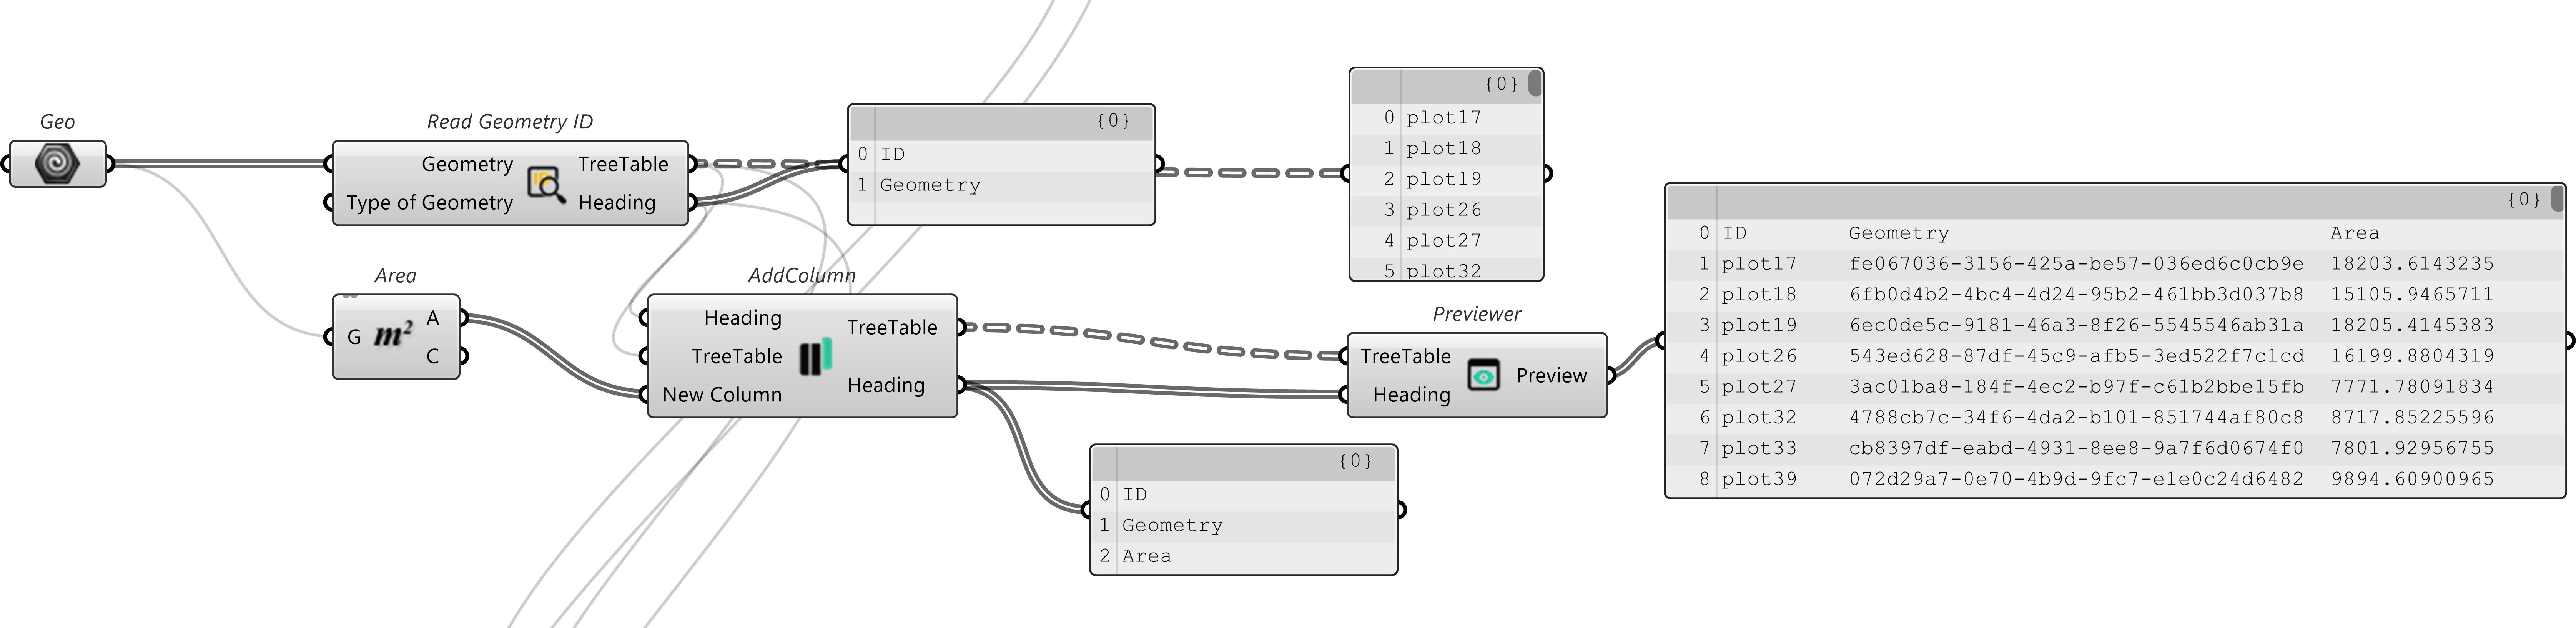 Geo
Read Geometry ID
Geometry TreeTable
Type of Geometry Heading
{0}
0 ID
1 Geometry
{0}
0 plot17
1 plot18
2 plot19
3 plot26
4 plot27
5 plot32
Area
G m² A
C
AddColumn
Heading TreeTable
TreeTable
New Column Heading
Previewer
TreeTable Preview
Heading
{0}
0 ID
1 Geometry
2 Area
{0}
0 ID Geometry Area
1 plot17 fe067036-3156-425a-be57-036ed6c0cb9e 18203.6143235
2 plot18 6fb0d4b2-4bc4-4d24-95b2-461bb3d037b8 15105.9465711
3 plot19 6ec0de5c-9181-46a3-8f26-5545546ab31a 18205.4145383
4 plot26 543ed628-87df-45c9-afb5-3ed522f7c1cd 16199.8804319
5 plot27 3ac01ba8-184f-4ec2-b97f-c61b2bbe15fb 7771.78091834
6 plot32 4788cb7c-34f6-4da2-b101-851744af80c8 8717.85225596
7 plot33 cb8397df-eabd-4931-8ee8-9a7f6d0674f0 7801.92956755
8 plot39 072d29a7-0e70-4b9d-9fc7-e1e0c24d6482 9894.60900965